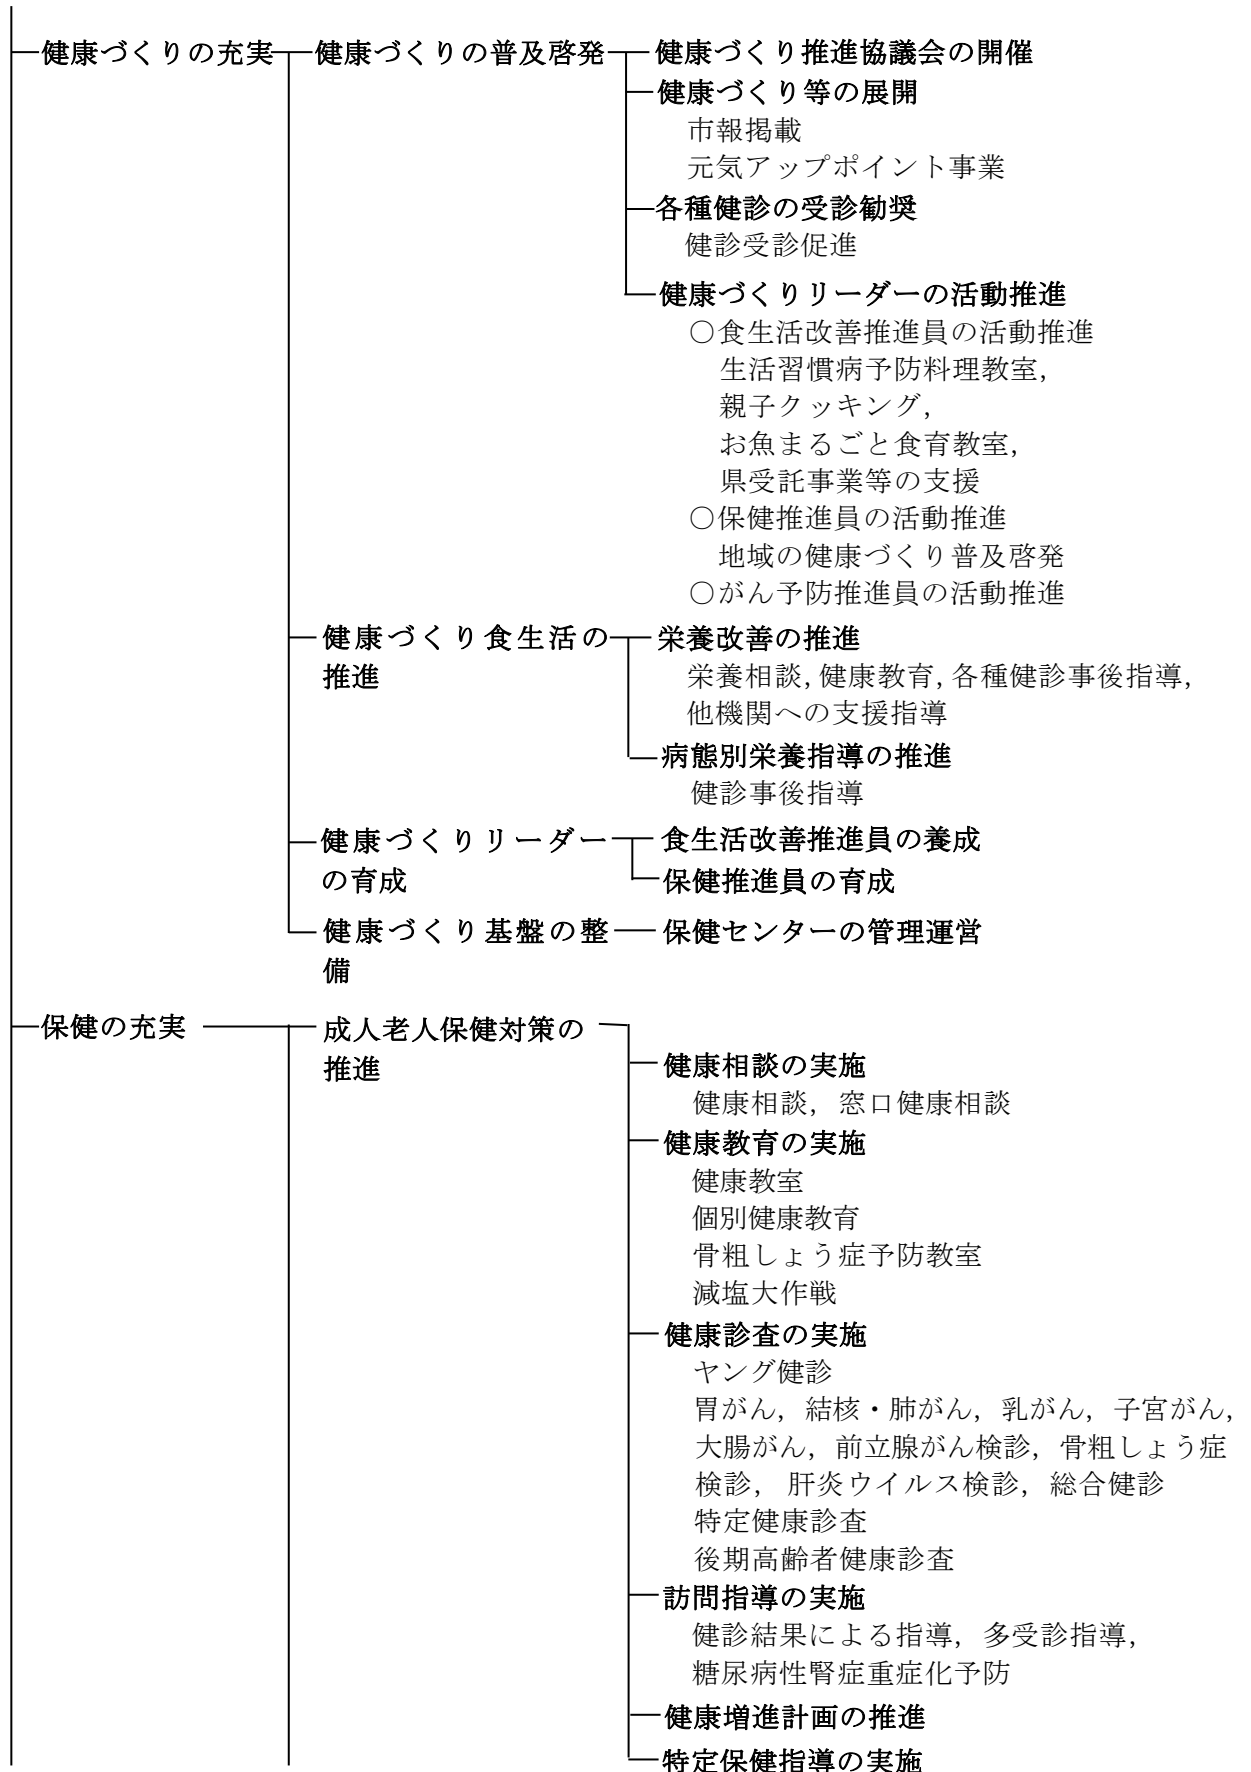 健康づくりの充実 健康づくりの普及啓発 健康づくり推進協議会の開催
健康づくり等の展開
市報掲載
元気アップポイント事業
各種健診の受診勧奨
健診受診促進
健康づくりリーダーの活動推進
○食生活改善推進員の活動推進
生活習慣病予防料理教室,
親子クッキング,
お魚まるごと食育教室,
県受託事業等の支援
○保健推進員の活動推進
地域の健康づくり普及啓発
○がん予防推進員の活動推進
健康づくり食生活の 栄養改善の推進
推進 栄養相談,健康教育,各種健診事後指導,
他機関への支援指導
病態別栄養指導の推進
健診事後指導
健康づくりリーダー 食生活改善推進員の養成
の育成 保健推進員の育成
健康づくり基盤の整 保健センターの管理運営
備
保健の充実 成人老人保健対策の
推進 健康相談の実施
健康相談, 窓口健康相談
健康教育の実施
健康教室
個別健康教育
骨粗しょう症予防教室
減塩大作戦
健康診査の実施
ヤング健診
胃がん, 結核・肺がん, 乳がん, 子宮がん,
大腸がん, 前立腺がん検診, 骨粗しょう症
検診, 肝炎ウイルス検診, 総合健診
特定健康診査
後期高齢者健康診査
訪問指導の実施
健診結果による指導, 多受診指導,
糖尿病性腎症重症化予防
健康増進計画の推進
特定保健指導の実施